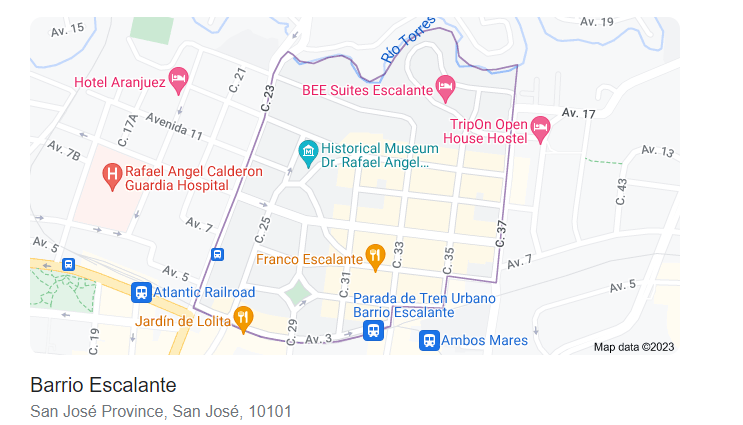 Av. 15
Río Torres
Av. 19
Hotel Aranjuez
C. 21
C. 23
BEE Suites Escalante
Av. 17
C. 17A
Avenida 11
TripOn Open
House Hostel
Av. 7B
Historical Museum
Dr. Rafael Angel...
Av. 13
Rafael Angel Calderon
Guardia Hospital
C. 43
Av. 7
C. 25
C. 33
C. 37
Av. 5
Franco Escalante
C. 35
Av. 7
Av. 5
C. 31
Av. 5
Atlantic Railroad
Parada de Tren Urbano
Barrio Escalante
Jardín de Lolita
C. 19
C. 29
Av. 3
Ambos Mares
Map data ©2023
Barrio Escalante
San José Province, San José, 10101